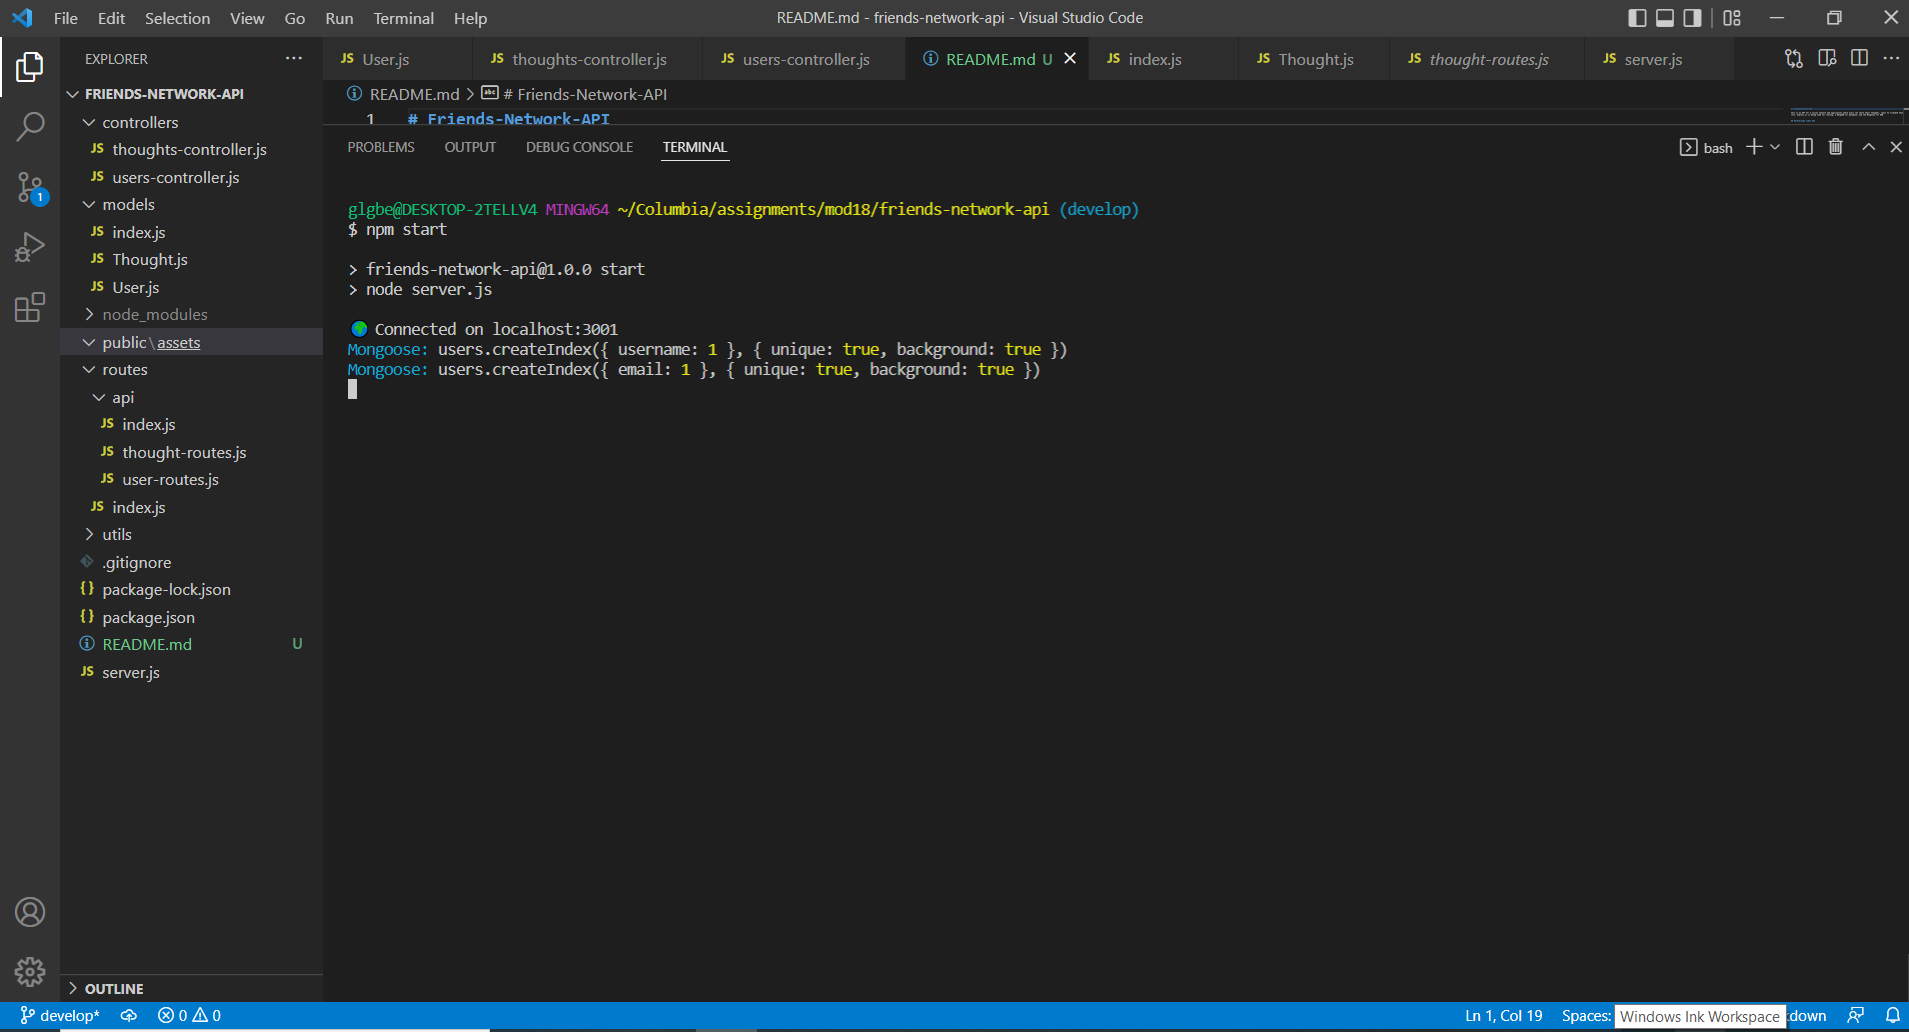 File Edit Selection View Go Run Terminal Help README.md - friends-network-api - Visual Studio Code
EXPLORER
JS User.js JS thoughts-controller.js JS users-controller.js README.md U JS index.js JS Thought.js JS thought-routes.js JS server.js
README.md > # Friends-Network-API
1 # Friends-Network-API
FRIENDS-NETWORK-API
controllers
JS thoughts-controller.js
JS users-controller.js
models
JS index.js
JS Thought.js
JS User.js
node_modules
public\assets
routes
api
JS index.js
JS thought-routes.js
JS user-routes.js
JS index.js
utils
.gitignore
{} package-lock.json
{} package.json
README.md U
JS server.js
OUTLINE
1
PROBLEMS OUTPUT DEBUG CONSOLE TERMINAL bash
glgbe@DESKTOP-2TELLV4 MINGW64 ~/Columbia/assignments/mod18/friends-network-api (develop)
$ npm start
> friends-network-api@1.0.0 start
> node server.js
🌍 Connected on localhost:3001
Mongoose: users.createIndex({ username: 1 }, { unique: true, background: true })
Mongoose: users.createIndex({ email: 1 }, { unique: true, background: true })
develop* 0 0 Ln 1, Col 19 Spaces: Windows Ink Workspace down